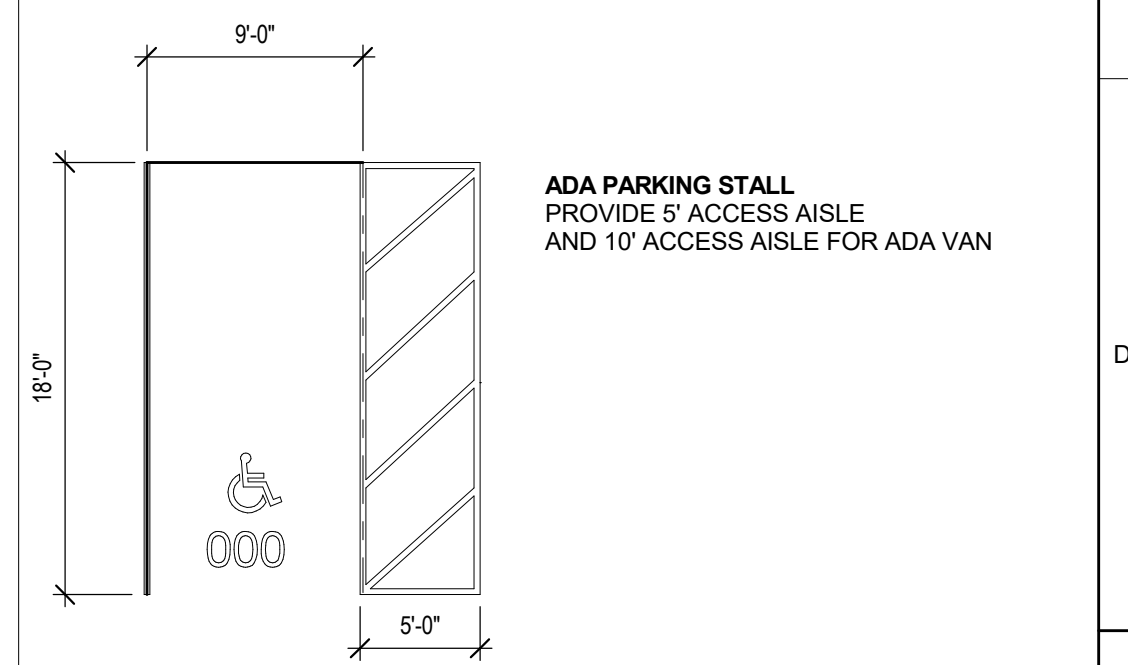 9'-0"
ADA PARKING STALL
PROVIDE 5' ACCESS AISLE
AND 10' ACCESS AISLE FOR ADA VAN
18'-0"
D
000
5'-0"